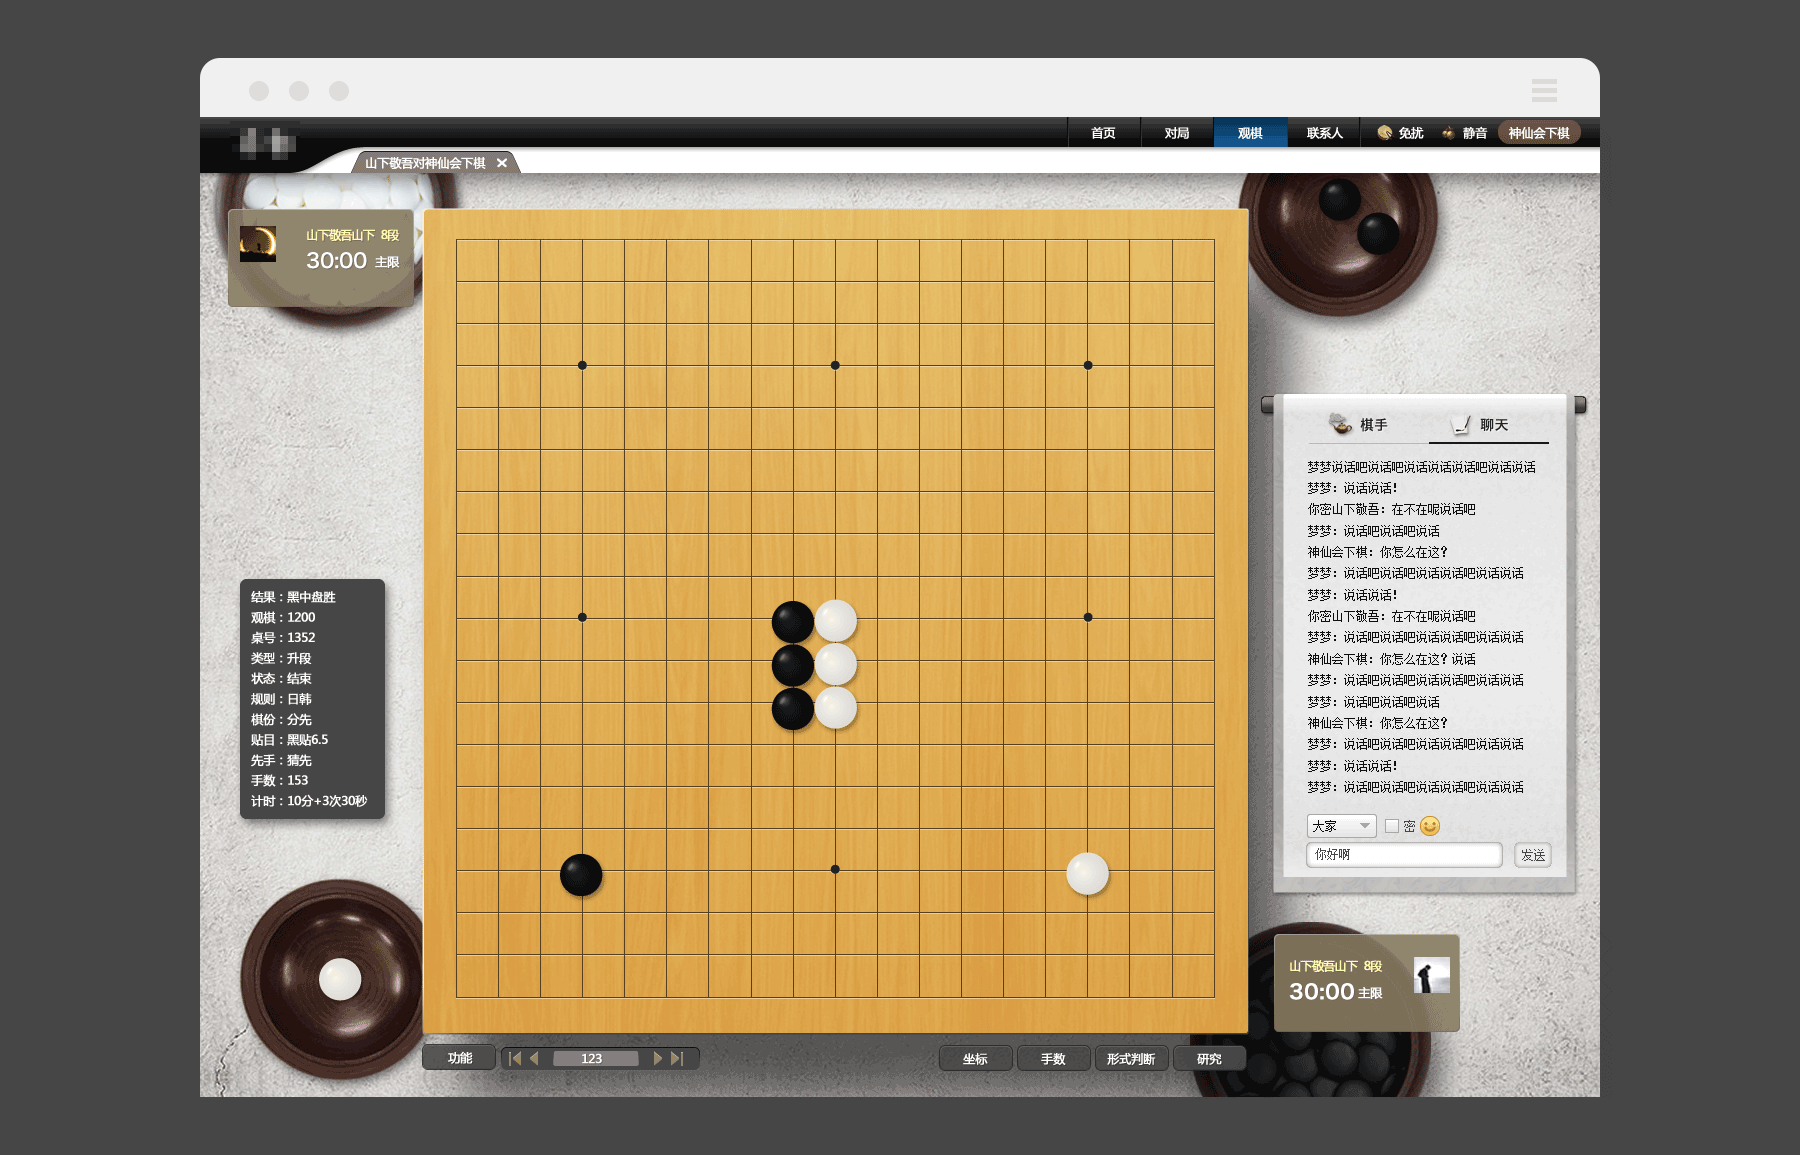 首页 对局 观棋 联系人 免扰 静音 神仙会下棋
山下敬吾对神仙会下棋
山下敬吾山下 8段
30:00 主限
结果：黑中盘胜
观棋：1200
桌号：1352
类型：升段
状态：结束
规则：日韩
棋份：分先
贴目：黑贴6.5
先手：猜先
手数：153
计时：10分+3次30秒
棋手 聊天
梦梦说话吧说话吧说话说话说话吧说话说话
梦梦：说话说话！
你密山下敬吾：在不在呢说话吧
梦梦：说话吧说话吧说话
神仙会下棋：你怎么在这？
梦梦：说话吧说话吧说话说话吧说话说话
梦梦：说话说话！
你密山下敬吾：在不在呢说话吧
梦梦：说话吧说话吧说话说话吧说话说话
神仙会下棋：你怎么在这？说话
梦梦：说话吧说话吧说话说话吧说话说话
梦梦：说话吧说话吧说话
神仙会下棋：你怎么在这？
梦梦：说话吧说话吧说话说话吧说话说话
梦梦：说话说话！
梦梦：说话吧说话吧说话说话吧说话说话
大家 密
你好啊 发送
山下敬吾山下 8段
30:00 主限
功能 123 坐标 手数 形式判断 研究